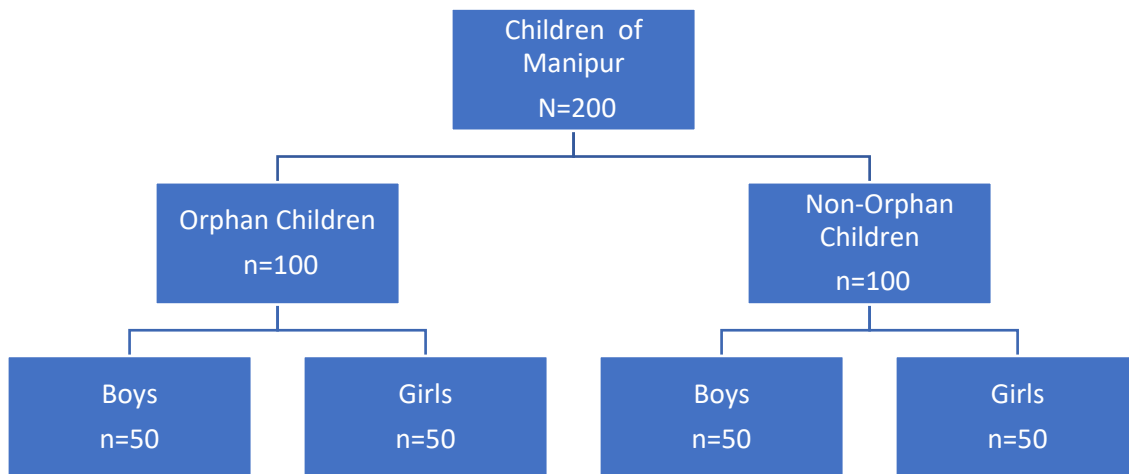 Children of
Manipur
N=200
Orphan Children
n=100
Non-Orphan
Children
n=100
Boys
n=50
Girls
n=50
Boys
n=50
Girls
n=50